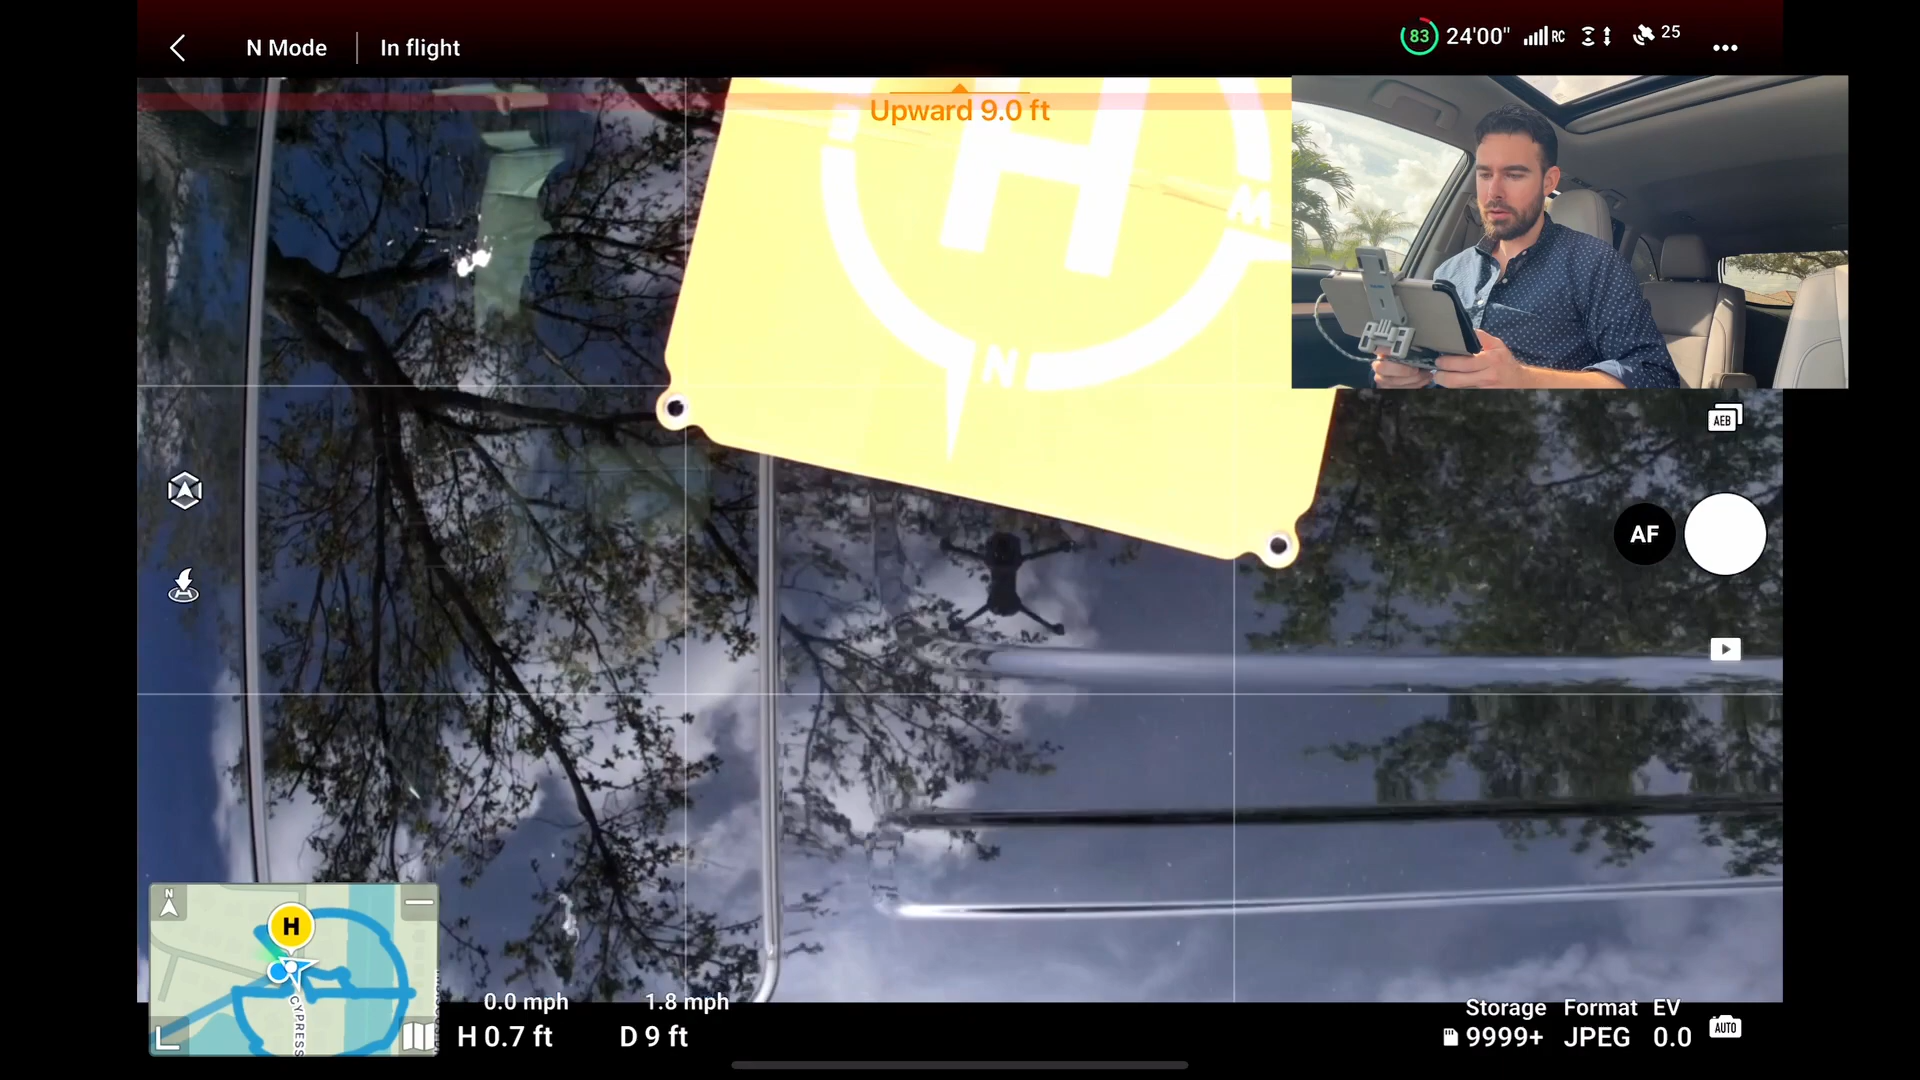 N Mode
In flight
83
24'00"
RC
25
Upward 9.0 ft
H
M
N
AEB
AF
N
H
CYPRESS
0.0 mph
1.8 mph
H 0.7 ft
D 9 ft
Storage
Format
EV
9999+
JPEG
0.0
AUTO